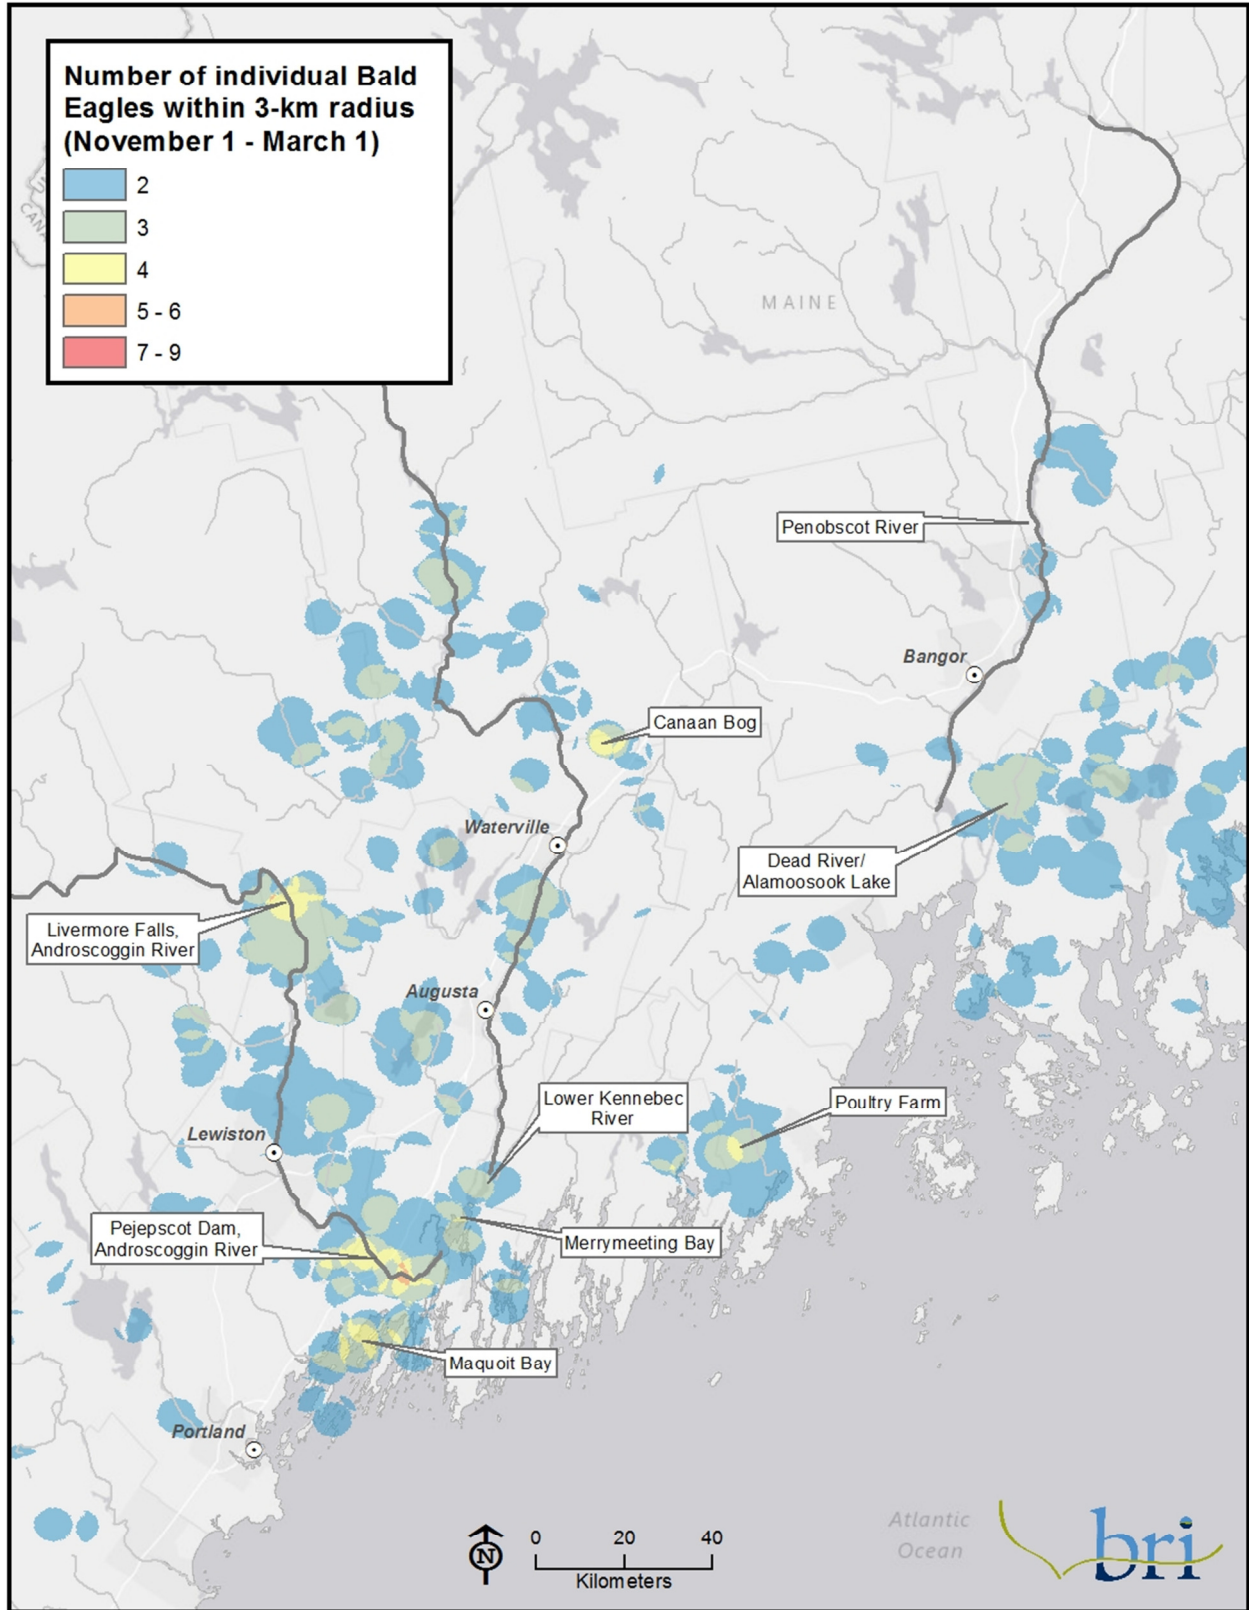 Number of individual Bald
Eagles within 3-km radius
(November 1 - March 1)
2
3
4
5 - 6
7 - 9
MAINE
Penobscot River
Bangor
Canaan Bog
Waterville
Dead River/
Alamoosook Lake
Livermore Falls,
Androscoggin River
Augusta
Lower Kennebec
River
Poultry Farm
Lewiston
Pejepscot Dam,
Androscoggin River
Merrymeeting Bay
Maquoit Bay
Portland
Atlantic
Ocean
bri
N
0 20 40
Kilometers